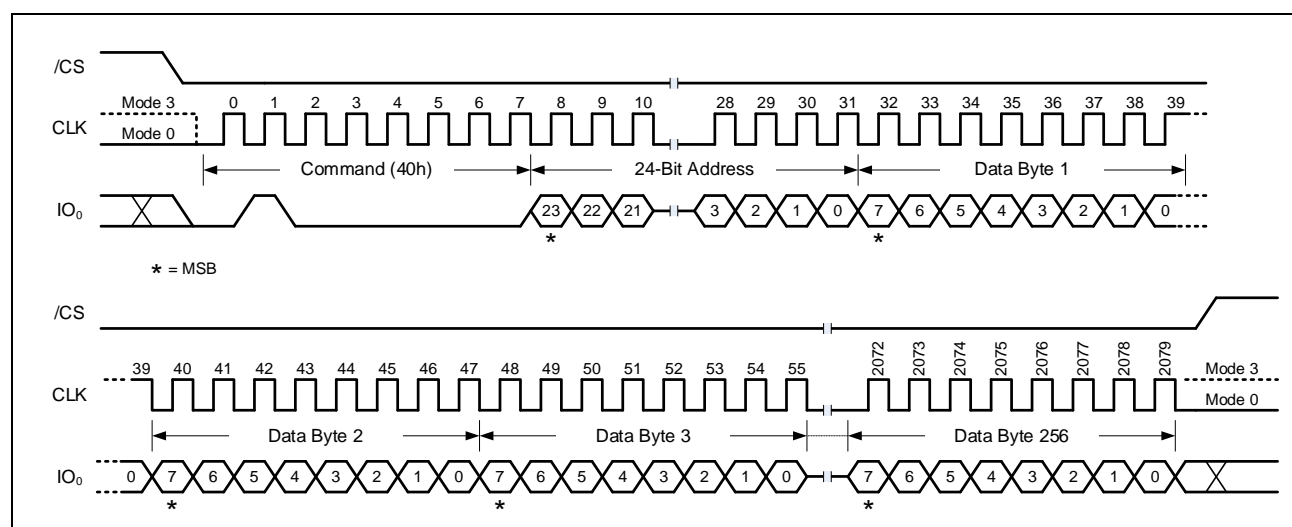 /CS
Mode 3 0 1 2 3 4 5 6 7 8 9 10 28 29 30 31 32 33 34 35 36 37 38 39
CLK
Mode 0
Command (40h) 24-Bit Address Data Byte 1
IO0 23 22 21 3 2 1 0 7 6 5 4 3 2 1 0
* *
* = MSB
/CS
39 40 41 42 43 44 45 46 47 48 49 50 51 52 53 54 55 2072 2073 2074 2075 2076 2077 2078 2079 Mode 3
CLK
Mode 0
Data Byte 2 Data Byte 3 Data Byte 256
IO0 0 7 6 5 4 3 2 1 0 7 6 5 4 3 2 1 0 7 6 5 4 3 2 1 0
* * *